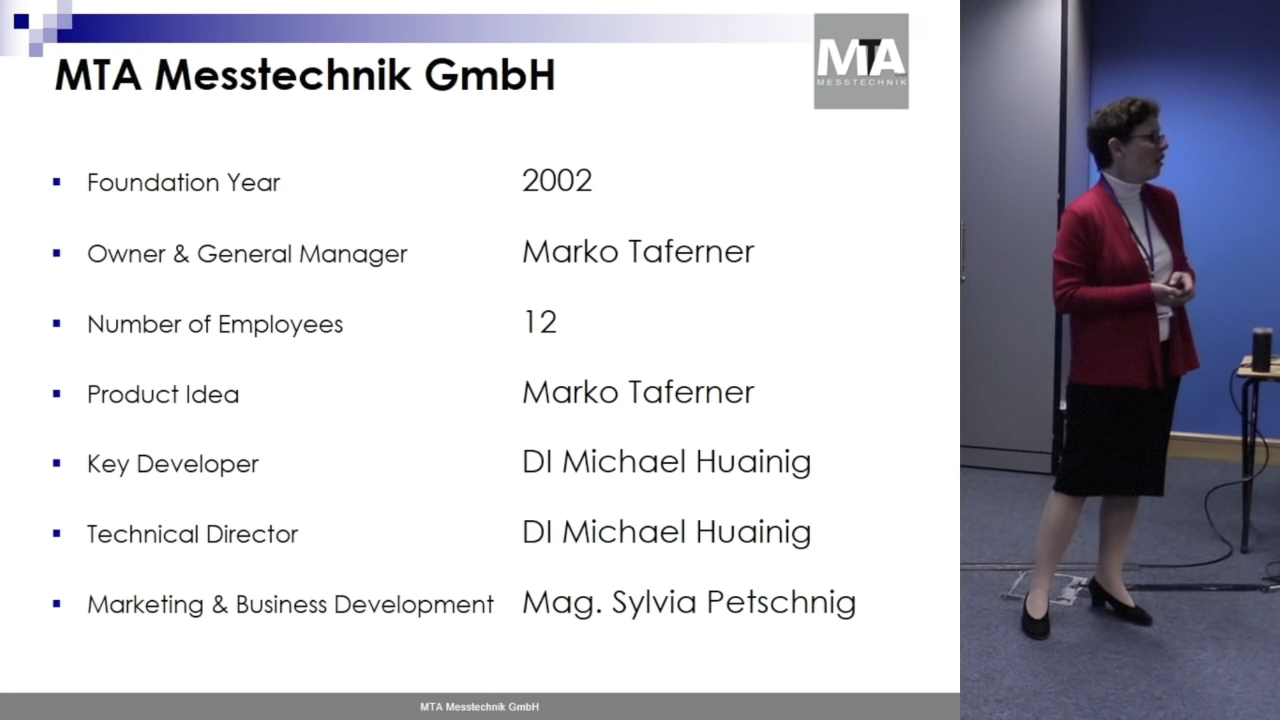 MTA Messtechnik GmbH
MTA
MESSTECHNIK
Foundation Year 2002
Owner & General Manager Marko Taferner
Number of Employees 12
Product Idea Marko Taferner
Key Developer DI Michael Huainig
Technical Director DI Michael Huainig
Marketing & Business Development Mag. Sylvia Petschnig
MTA Messtechnik GmbH